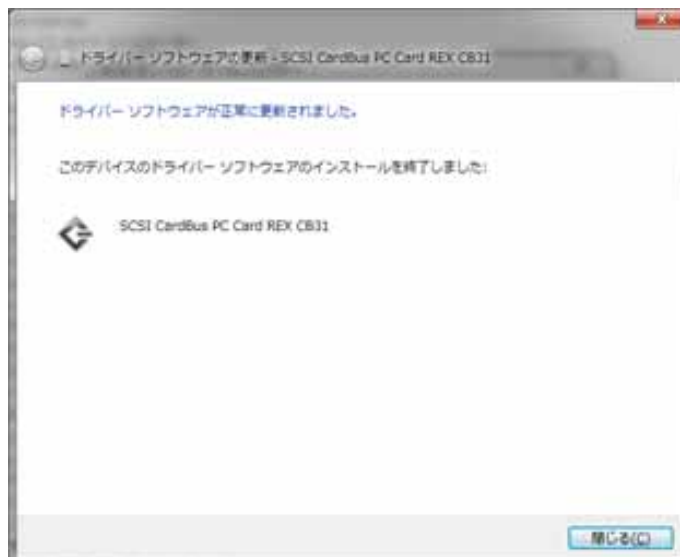 ドライバー ソフトウェアの更新 - SCSI CardBus PC Card REX CB31
ドライバー ソフトウェアが正常に更新されました。
このデバイスのドライバー ソフトウェアのインストールを終了しました:
SCSI CardBus PC Card REX CB31
閉じる(C)